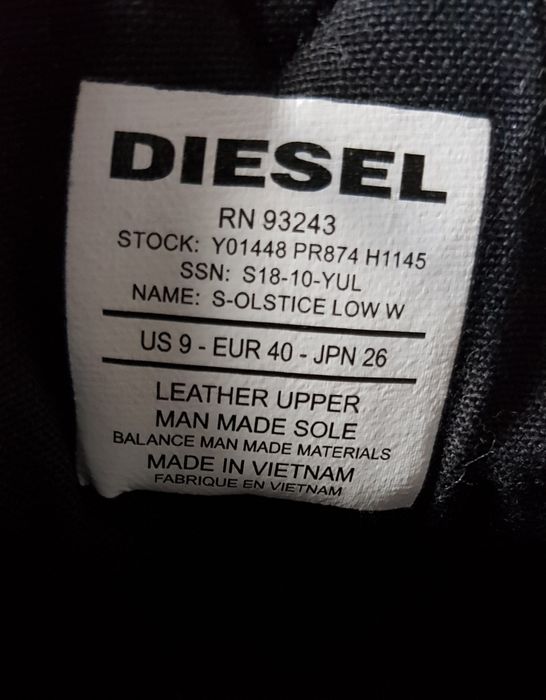 DIESEL
RN 93243
STOCK: Y01448 PR874 H1145
SSN: S18-10-YUL
NAME: S-OLSTICE LOW W
US 9 - EUR 40 - JPN 26
LEATHER UPPER
MAN MADE SOLE
BALANCE MAN MADE MATERIALS
MADE IN VIETNAM
FABRIQUE EN VIETNAM